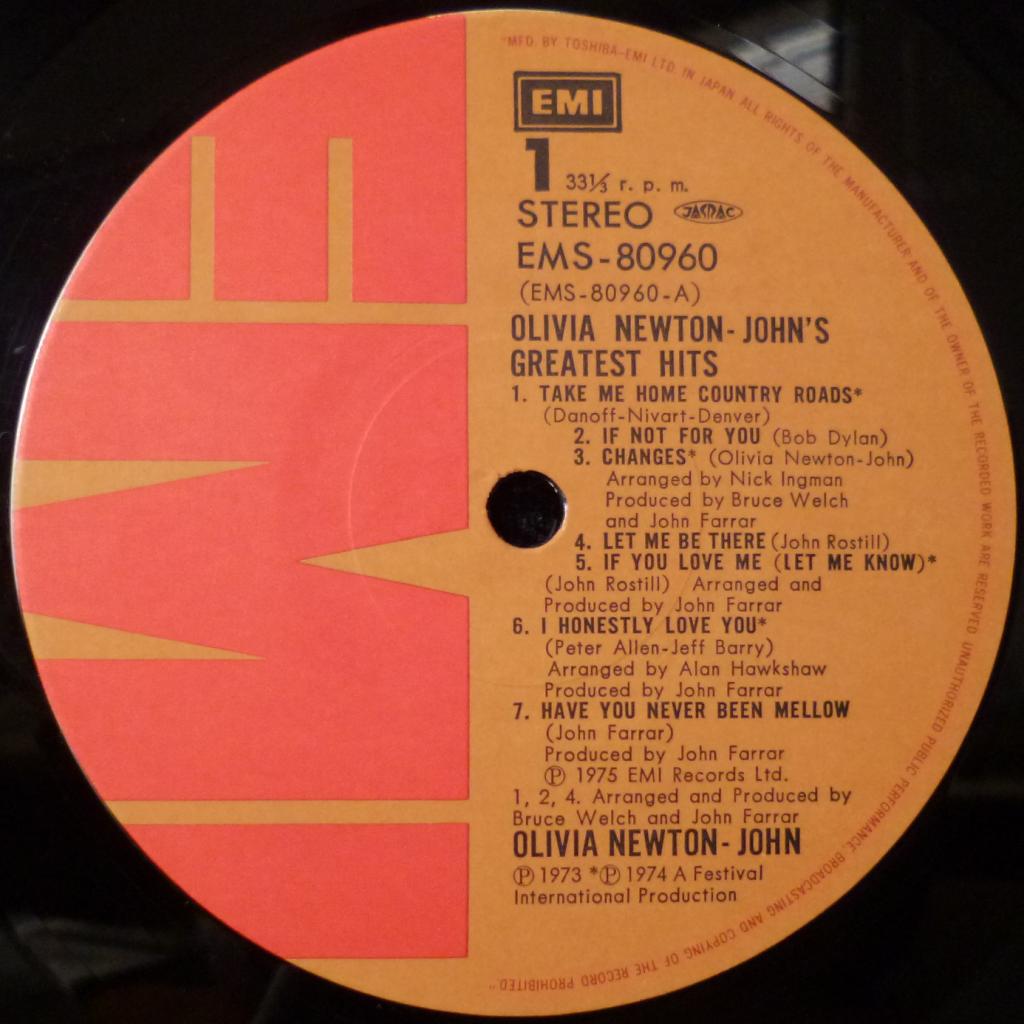 "MFD. BY TOSHIBA-EMI LTD. IN JAPAN ALL RIGHTS OF THE MANUFACTURER AND OF THE OWNER OF THE RECORDED WORK ARE RESERVED UNAUTHORIZED PUBLIC PERFORMANCE, BROADCASTING AND COPYING OF THE RECORD PROHIBITED"
EMI
EMI
1 33⅓ r. p. m.
STEREO JASRAC
EMS-80960
(EMS-80960-A)
OLIVIA NEWTON-JOHN'S
GREATEST HITS
1. TAKE ME HOME COUNTRY ROADS*
(Danoff-Nivart-Denver)
2. IF NOT FOR YOU (Bob Dylan)
3. CHANGES* (Olivia Newton-John)
Arranged by Nick Ingman
Produced by Bruce Welch
and John Farrar
4. LET ME BE THERE (John Rostill)
5. IF YOU LOVE ME (LET ME KNOW)*
(John Rostill) Arranged and
Produced by John Farrar
6. I HONESTLY LOVE YOU*
(Peter Allen-Jeff Barry)
Arranged by Alan Hawkshaw
Produced by John Farrar
7. HAVE YOU NEVER BEEN MELLOW
(John Farrar)
Produced by John Farrar
Ⓟ 1975 EMI Records Ltd.
1, 2, 4. Arranged and Produced by
Bruce Welch and John Farrar
OLIVIA NEWTON-JOHN
Ⓟ 1973 *Ⓟ 1974 A Festival
International Production